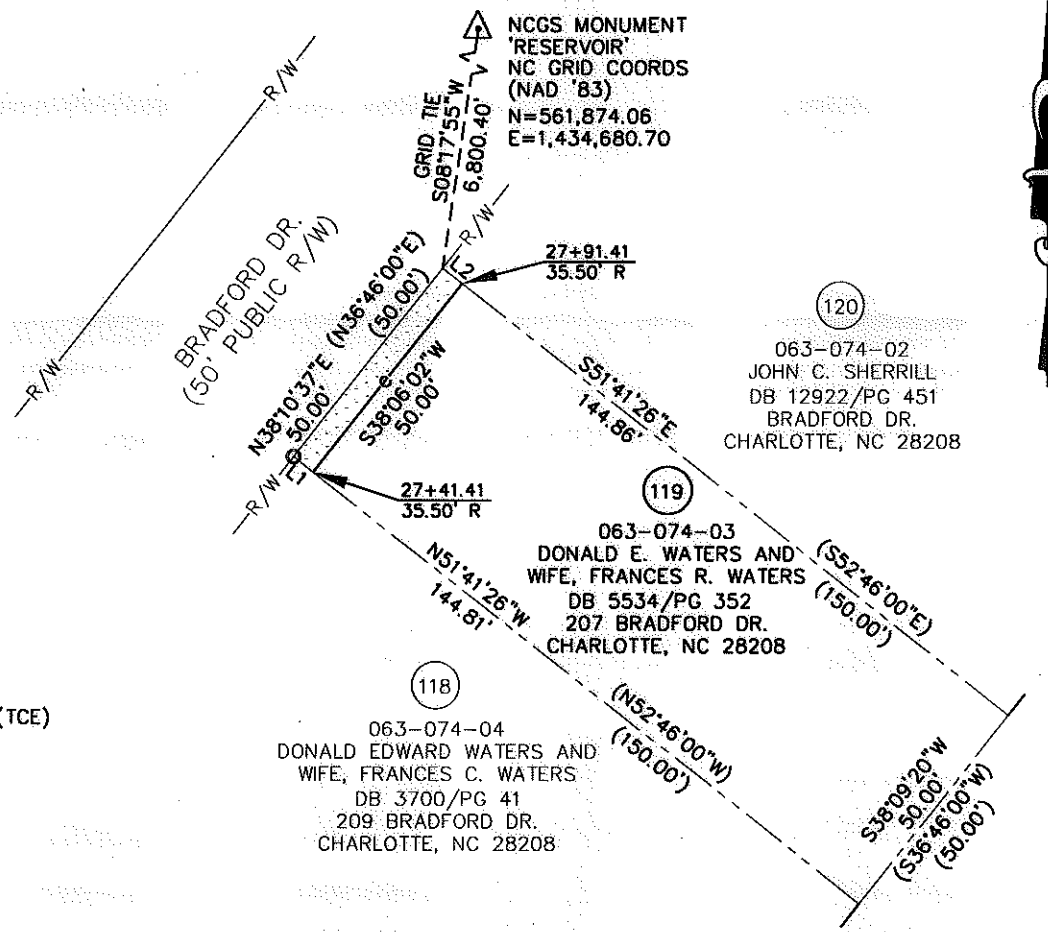 NCGS MONUMENT
'RESERVOIR'
NC GRID COORDS
(NAD '83)
N=561,874.06
E=1,434,680.70
GRID TIE
S08°17'55"W
6,800.40'
R/W
R/W
BRADFORD DR.
(50' PUBLIC R/W)
R/W
R/W
R/W
N38°10'37"E (N36°46'00"E)
50.00' (50.00')
L2
L1
e
S38°06'02"W
50.00'
27+91.41
35.50' R
27+41.41
35.50' R
120
063-074-02
JOHN C. SHERRILL
DB 12922/PG 451
BRADFORD DR.
CHARLOTTE, NC 28208
S51°41'26"E
144.86'
(S52°46'00"E)
(150.00')
119
063-074-03
DONALD E. WATERS AND
WIFE, FRANCES R. WATERS
DB 5534/PG 352
207 BRADFORD DR.
CHARLOTTE, NC 28208
N51°41'26"W
144.81'
(N52°46'00"W)
(150.00')
118
063-074-04
DONALD EDWARD WATERS AND
WIFE, FRANCES C. WATERS
DB 3700/PG 41
209 BRADFORD DR.
CHARLOTTE, NC 28208
S38°09'20"W
50.00'
(S36°46'00"W)
(50.00')
(TCE)